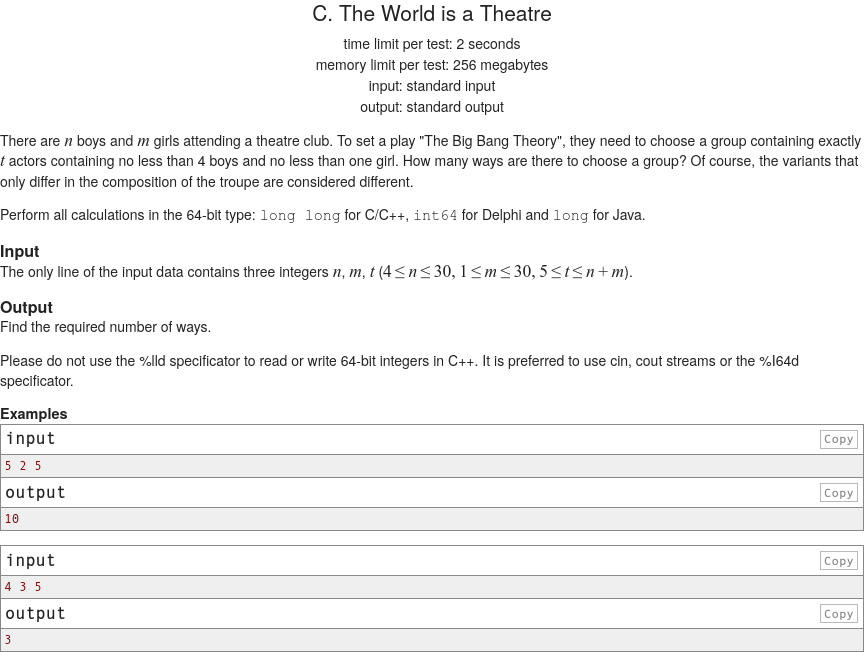 C. The World is a Theatre
time limit per test: 2 seconds
memory limit per test: 256 megabytes
input: standard input
output: standard output
There are n boys and m girls attending a theatre club. To set a play "The Big Bang Theory", they need to choose a group containing exactly
t actors containing no less than 4 boys and no less than one girl. How many ways are there to choose a group? Of course, the variants that
only differ in the composition of the troupe are considered different.
Perform all calculations in the 64-bit type: long long for C/C++, int64 for Delphi and long for Java.
Input
The only line of the input data contains three integers n, m, t (4 ≤ n ≤ 30, 1 ≤ m ≤ 30, 5 ≤ t ≤ n + m).
Output
Find the required number of ways.
Please do not use the %lld specificator to read or write 64-bit integers in C++. It is preferred to use cin, cout streams or the %I64d
specificator.
Examples
input Copy
5 2 5
output Copy
10
input Copy
4 3 5
output Copy
3